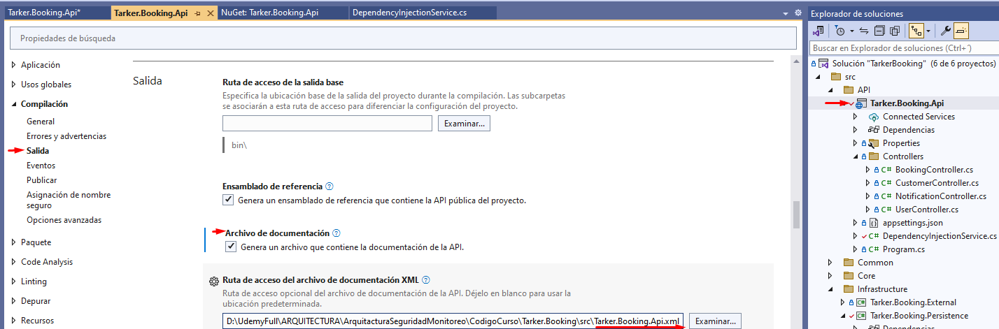 Tarker.Booking.Api*
Tarker.Booking.Api
NuGet: Tarker.Booking.Api
DependencyInjectionService.cs
Propiedades de búsqueda
Aplicación
Usos globales
Compilación
General
Errores y advertencias
Salida
Eventos
Publicar
Asignación de nombre
seguro
Opciones avanzadas
Paquete
Code Analysis
Linting
Depurar
Recursos
Salida
Ruta de acceso de la salida base
Especifica la ubicación base de la salida del proyecto durante la compilación. Las subcarpetas
se asociarán a esta ruta de acceso para diferenciar la configuración del proyecto.
Examinar...
bin\
Ensamblado de referencia
Genera un ensamblado de referencia que contiene la API pública del proyecto.
Archivo de documentación
Genera un archivo que contiene la documentación de la API.
Ruta de acceso del archivo de documentación XML
Ruta de acceso opcional del archivo de documentación de la API. Déjelo en blanco para usar la
ubicación predeterminada.
D:\UdemyFull\ARQUITECTURA\ArquitacturaSeguridadMonitoreo\CodigoCurso\Tarker.Booking\src\Tarker.Booking.Api.xml
Examinar...
Explorador de soluciones
Buscar en Explorador de soluciones (Ctrl+´)
Solución "TarkerBooking" (6 de 6 proyectos)
src
API
Tarker.Booking.Api
Connected Services
Dependencias
Properties
Controllers
C# BookingController.cs
C# CustomerController.cs
C# NotificationController.cs
C# UserController.cs
appsettings.json
C# DependencyInjectionService.cs
C# Program.cs
Common
Core
Infrastructure
C# Tarker.Booking.External
C# Tarker.Booking.Persistence
Dependencias